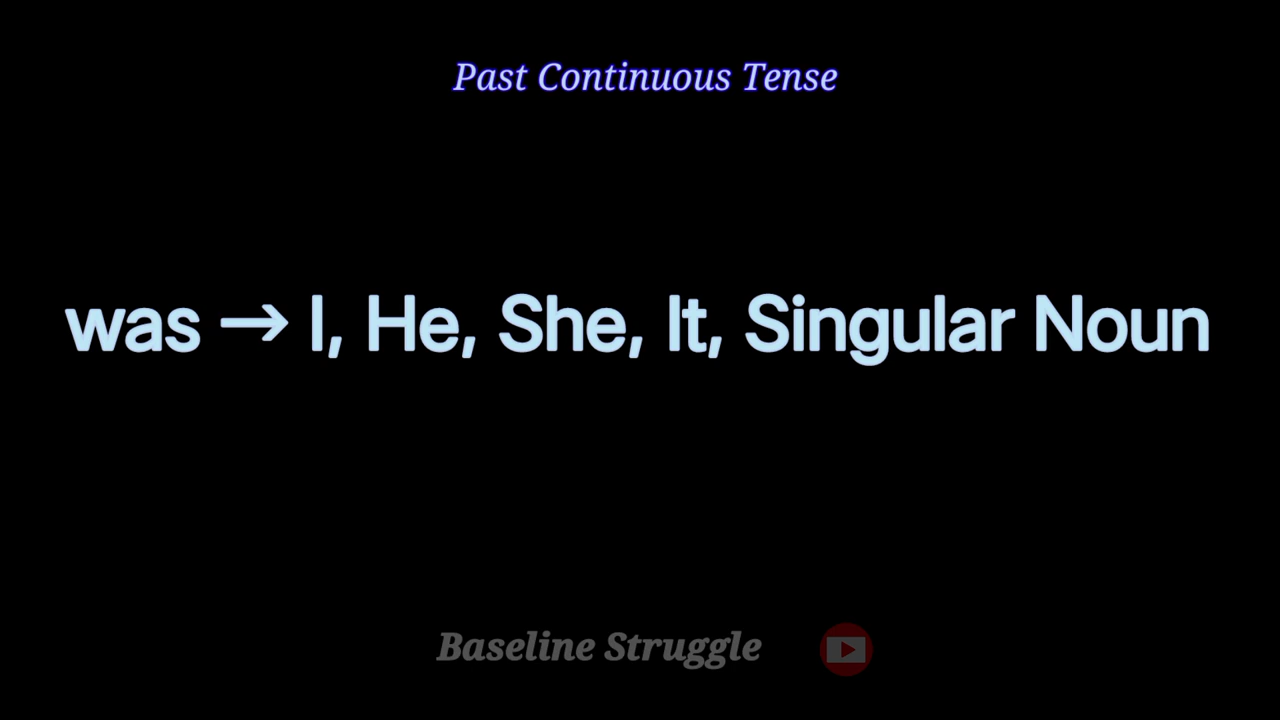 Past Continuous Tense
was → I, He, She, It, Singular Noun
Baseline Struggle